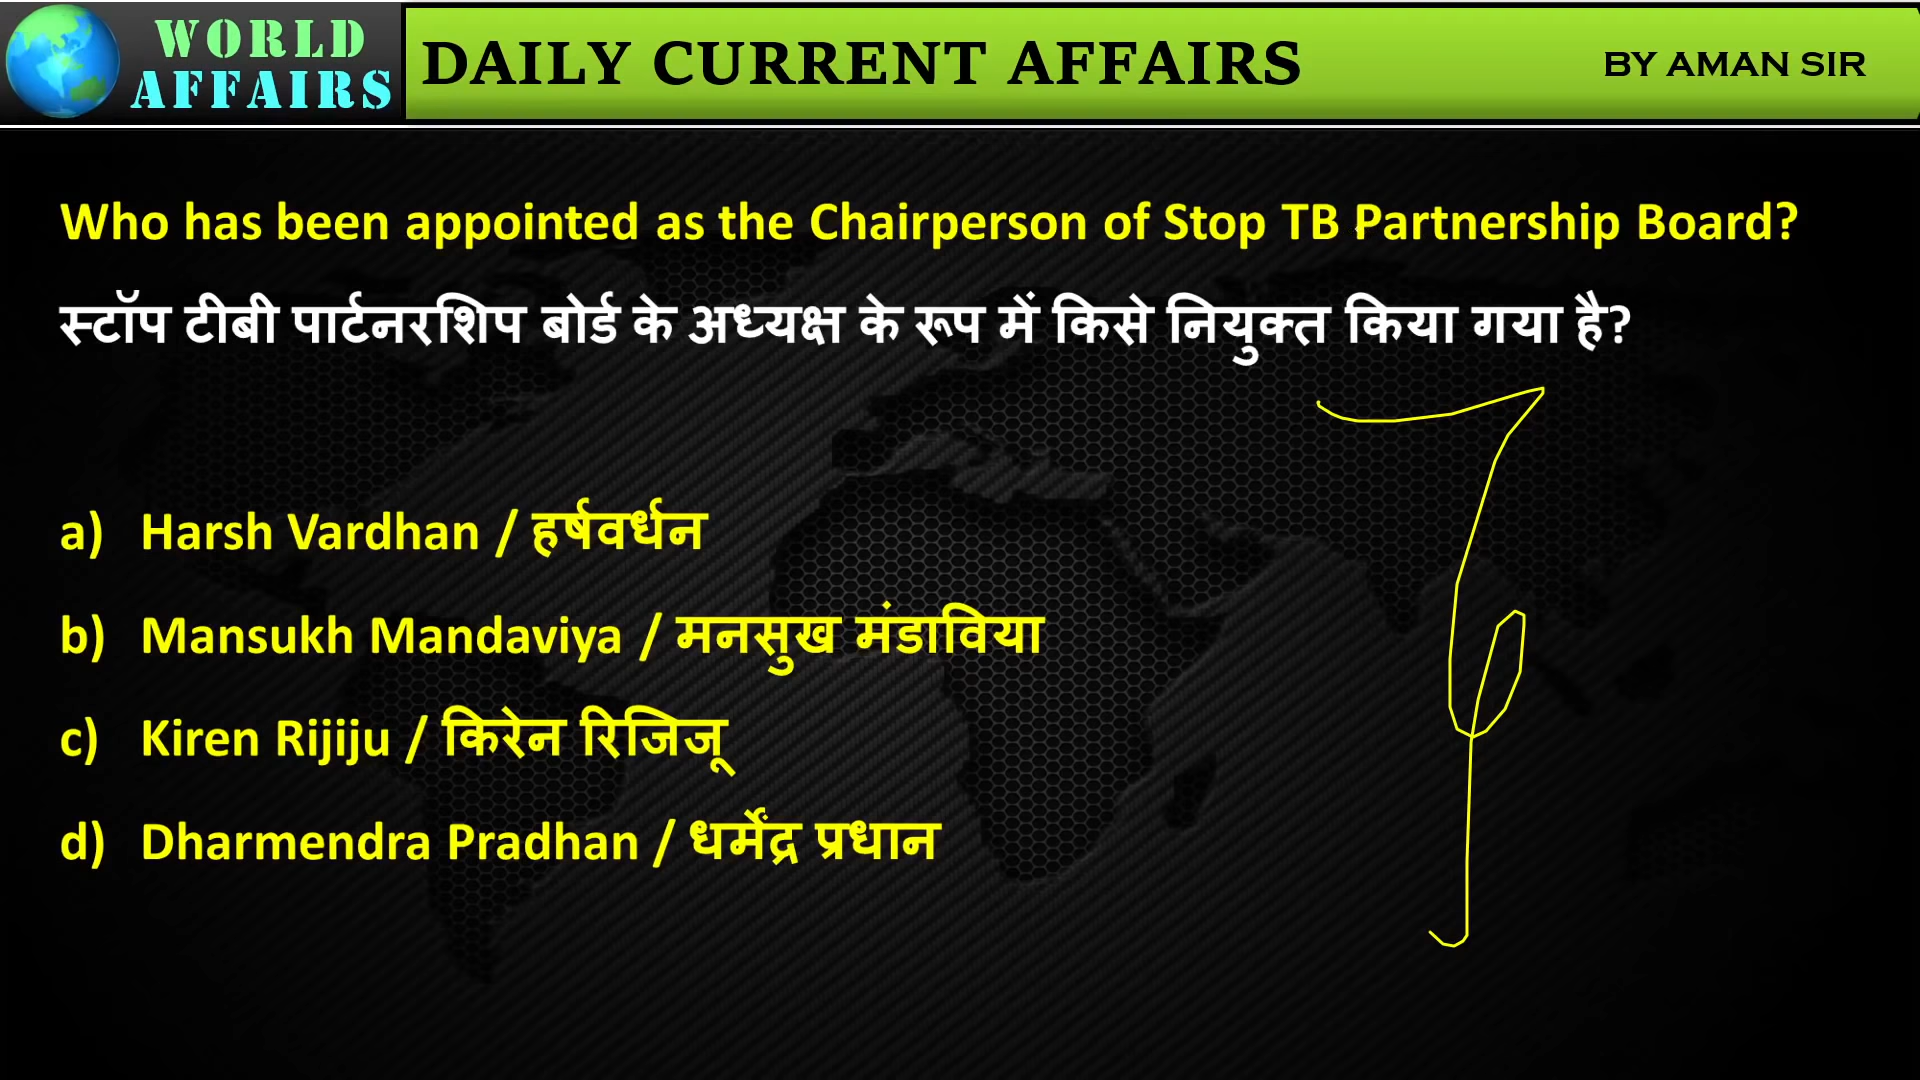 WORLD
AFFAIRS
DAILY CURRENT AFFAIRS
BY AMAN SIR
Who has been appointed as the Chairperson of Stop TB Partnership Board?
स्टॉप टीबी पार्टनरशिप बोर्ड के अध्यक्ष के रूप में किसे नियुक्त किया गया है?
a) Harsh Vardhan / हर्षवर्धन
b) Mansukh Mandaviya / मनसुख मंडाविया
c) Kiren Rijiju / किरेन रिजिजू
d) Dharmendra Pradhan / धर्मेंद्र प्रधान